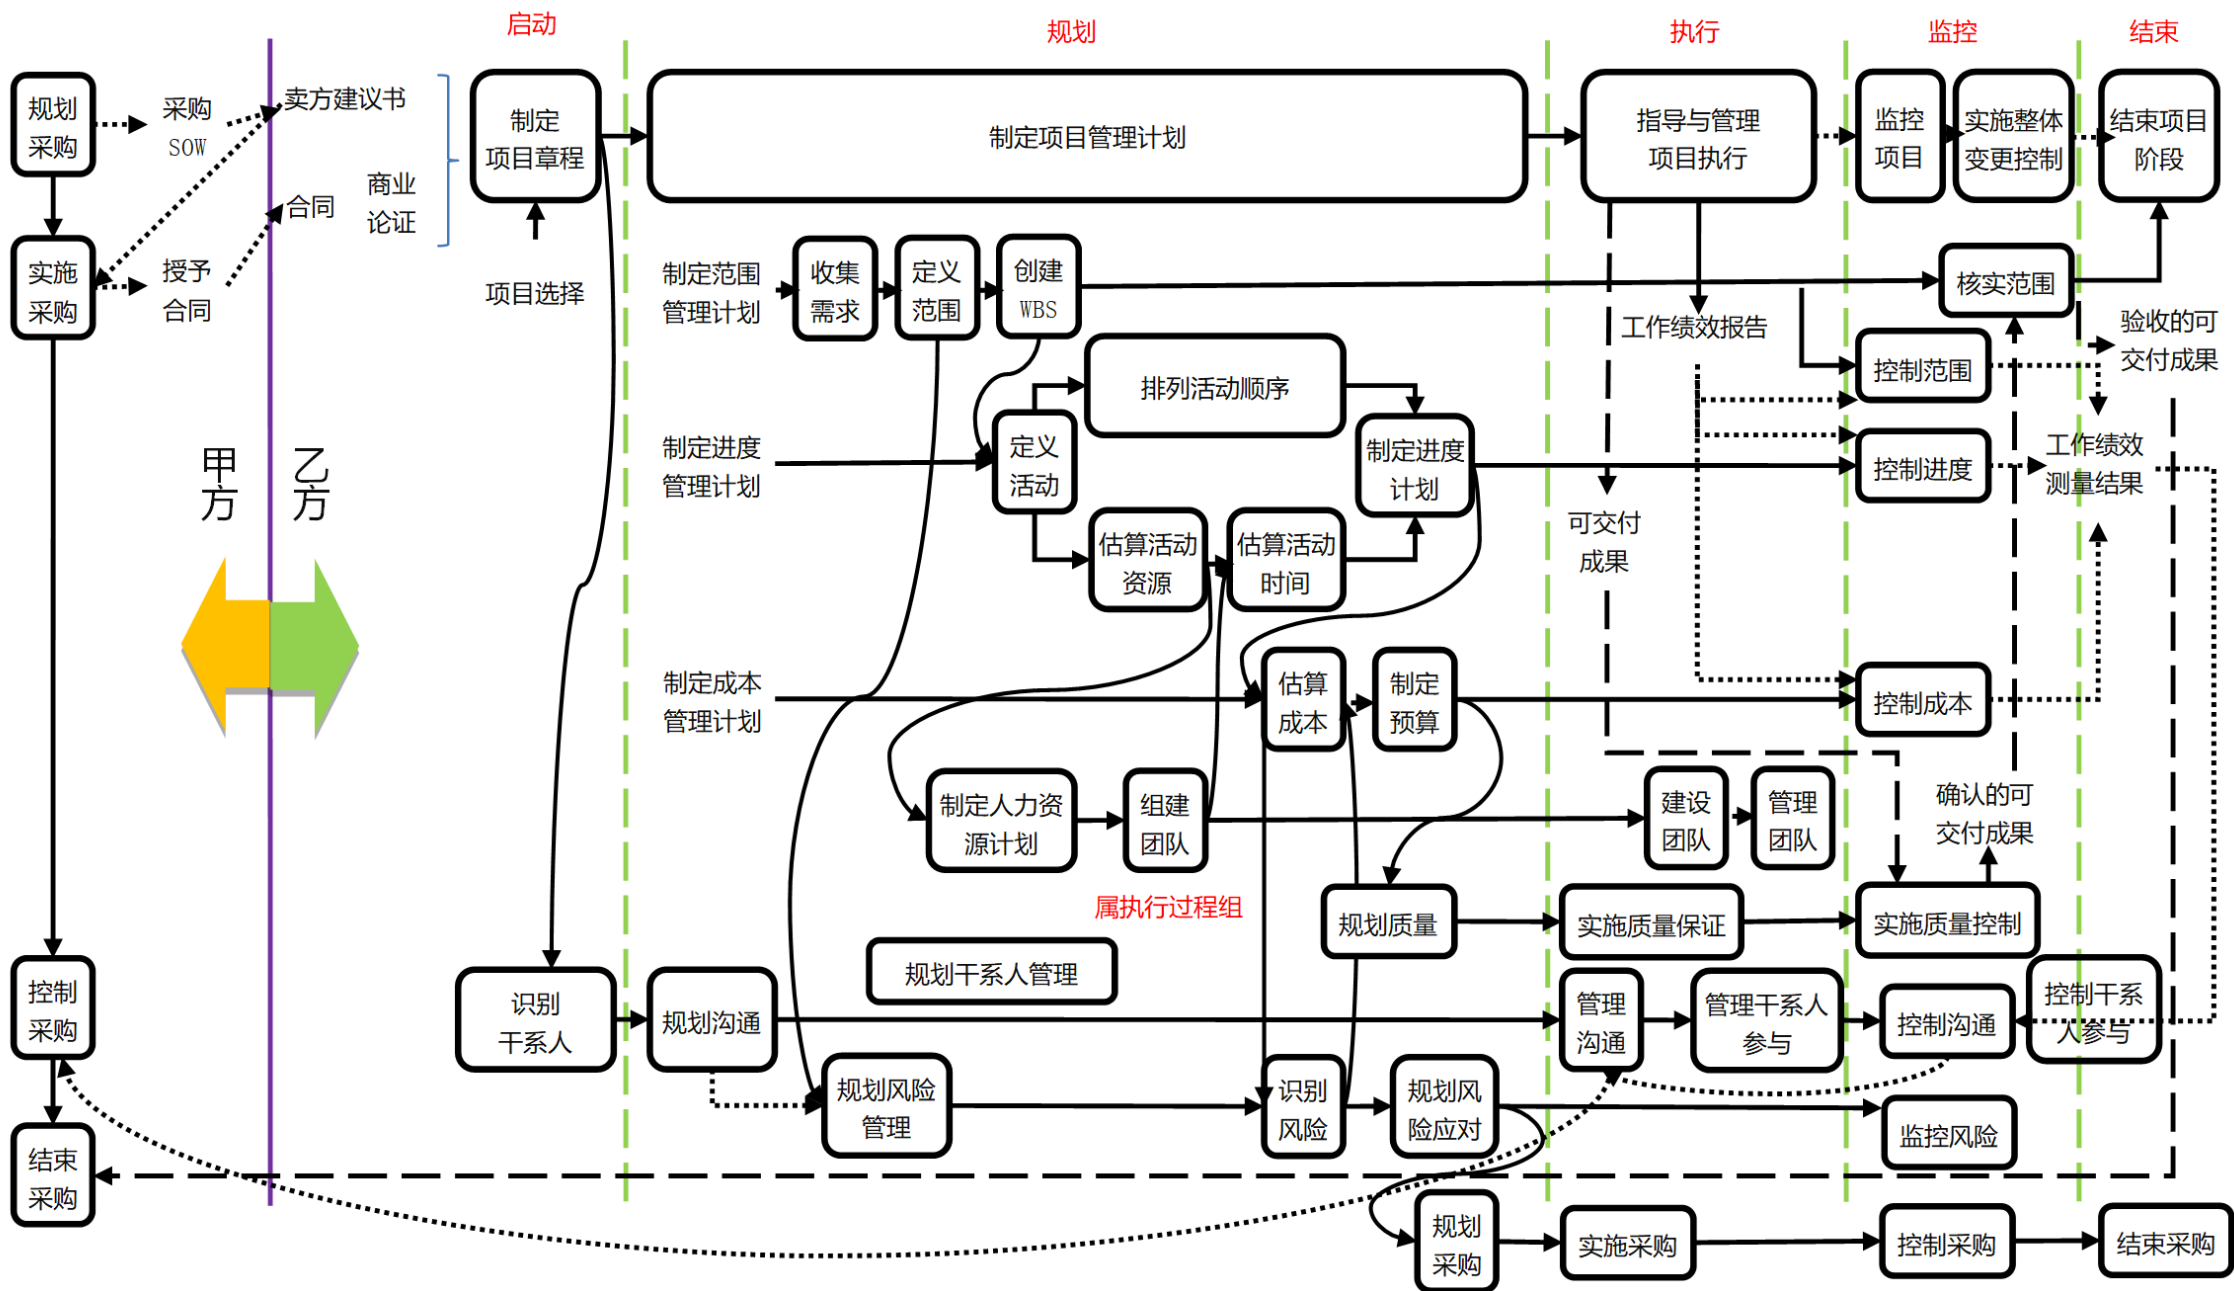 启动
规划
执行
监控
结束
规划
采购
采购
SOW
卖方建议书
制定
项目章程
制定项目管理计划
指导与管理
项目执行
监控
项目
实施整体
变更控制
结束项目
阶段
商业
论证
合同
实施
采购
授予
合同
项目选择
制定范围
管理计划
收集
需求
定义
范围
创建
WBS
核实范围
工作绩效报告
验收的可
交付成果
控制范围
排列活动顺序
甲
方
乙
方
制定进度
管理计划
定义
活动
制定进度
计划
控制进度
工作绩效
测量结果
可交付
成果
估算活动
资源
估算活动
时间
制定成本
管理计划
估算
成本
制定
预算
控制成本
制定人力资
源计划
组建
团队
建设
团队
管理
团队
确认的可
交付成果
属执行过程组
规划质量
实施质量保证
实施质量控制
规划干系人管理
控制
采购
识别
干系人
规划沟通
管理
沟通
管理干系人
参与
控制沟通
控制干系
人参与
规划风险
管理
识别
风险
规划风
险应对
监控风险
结束
采购
规划
采购
实施采购
控制采购
结束采购